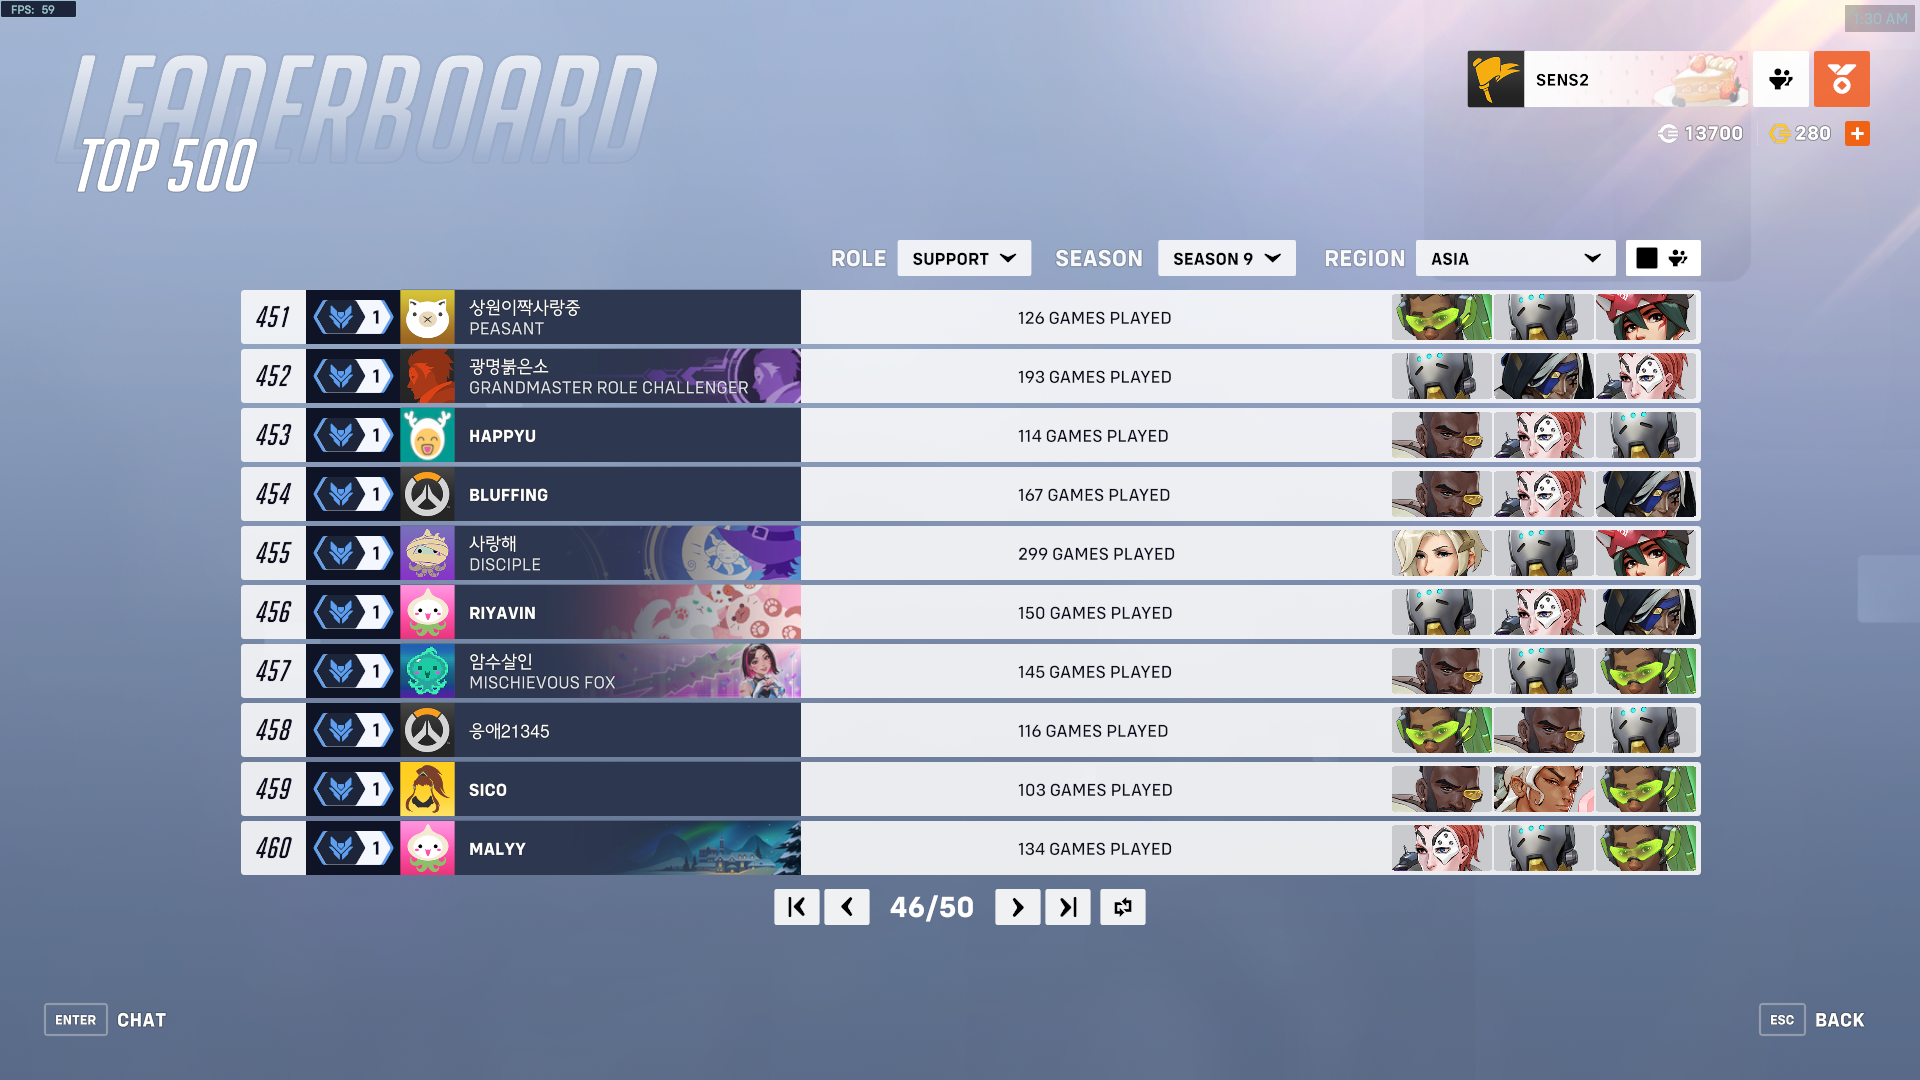 FPS: 59
1:30 AM
LEADERBOARD
TOP 500
SENS2
13700
280
ROLE SUPPORT SEASON SEASON 9 REGION ASIA
451 1 상원이짝사랑중 126 GAMES PLAYED
PEASANT
452 1 광명붉은소 193 GAMES PLAYED
GRANDMASTER ROLE CHALLENGER
453 1 HAPPYU 114 GAMES PLAYED
454 1 BLUFFING 167 GAMES PLAYED
455 1 사랑해 299 GAMES PLAYED
DISCIPLE
456 1 RIYAVIN 150 GAMES PLAYED
457 1 암수살인 145 GAMES PLAYED
MISCHIEVOUS FOX
458 1 응애21345 116 GAMES PLAYED
459 1 SICO 103 GAMES PLAYED
460 1 MALYY 134 GAMES PLAYED
46/50
ENTER CHAT
ESC BACK